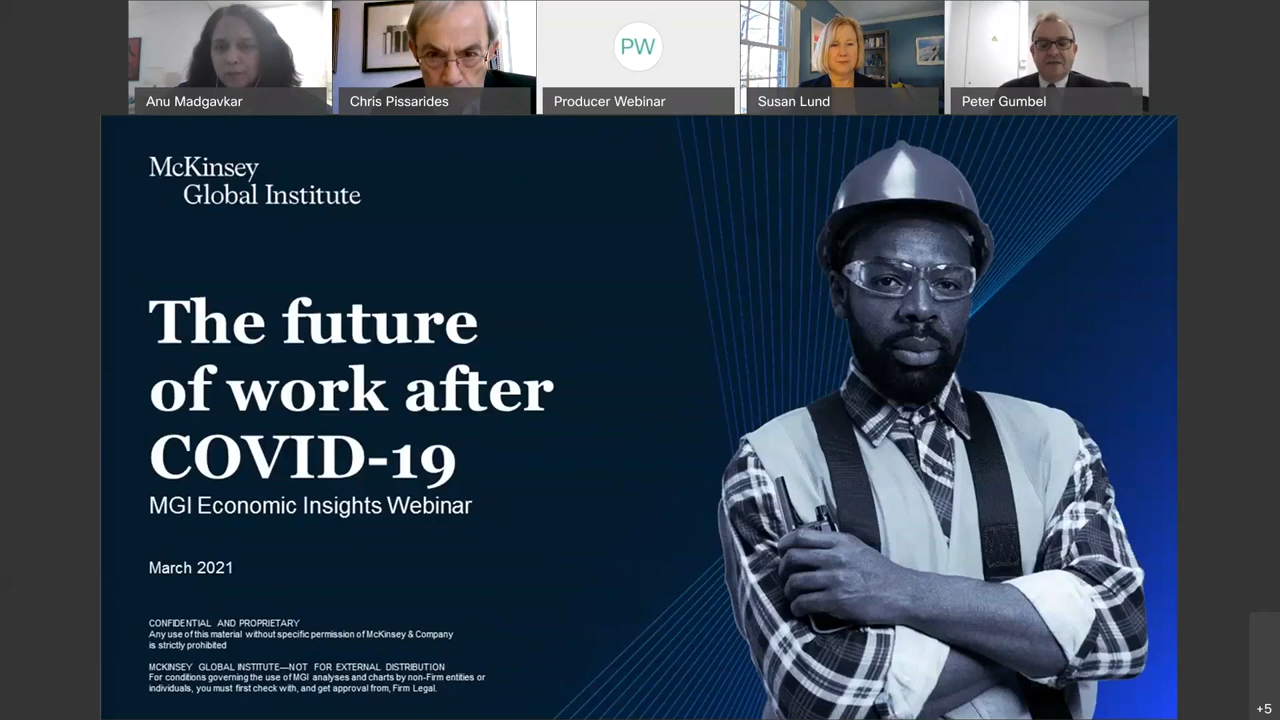 PW
Anu Madgavkar
Chris Pissarides
Producer Webinar
Susan Lund
Peter Gumbel
McKinsey
Global Institute
The future
of work after
COVID-19
MGI Economic Insights Webinar
March 2021
CONFIDENTIAL AND PROPRIETARY
Any use of this material without specific permission of McKinsey & Company
is strictly prohibited
MCKINSEY GLOBAL INSTITUTE—NOT FOR EXTERNAL DISTRIBUTION
For conditions governing the use of MGI analyses and charts by non-Firm entities or
individuals, you must first check with, and get approval from, Firm Legal.
+5